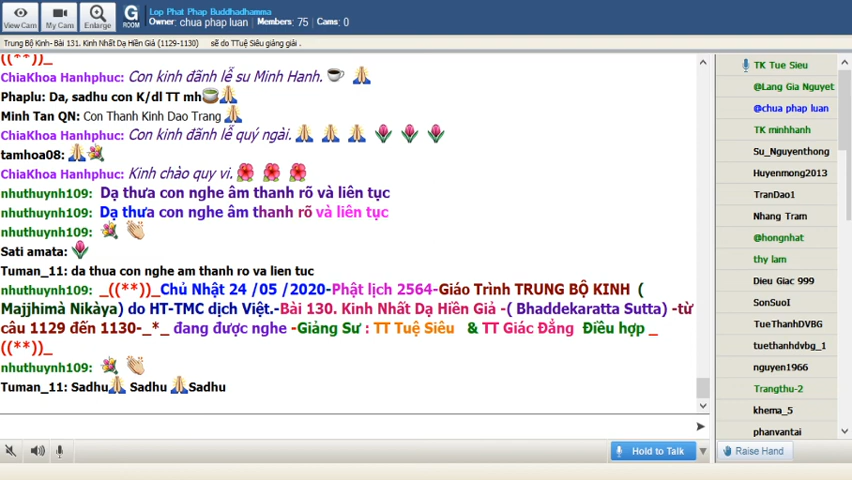 View Cam
My Cam
Enlarge
G
ROOM
Lop Phat Phap Buddhadhamma
Owner: chua phap luan / Members: 75 / Cams: 0
Trung Bộ Kinh- Bài 131. Kinh Nhất Dạ Hiền Giả (1129-1130) sẽ do TTuệ Siêu giảng giải .
((**))_
ChiaKhoa Hanhphuc: Con kinh đãnh lễ su Minh Hanh.
Phaplu: Da, sadhu con K/dl TT mh
Minh Tan QN: Con Thanh Kinh Dao Trang
ChiaKhoa Hanhphuc: Con kinh đãnh lễ quý ngài.
tamhoa08:
ChiaKhoa Hanhphuc: Kinh chào quy vi.
nhuthuynh109: Dạ thưa con nghe âm thanh rõ và liên tục
nhuthuynh109: Dạ thưa con nghe âm thanh rõ và liên tục
nhuthuynh109:
Sati amata:
Tuman_11: da thua con nghe am thanh ro va lien tuc
nhuthuynh109: _((**))_Chủ Nhật 24 /05 /2020-Phật lịch 2564-Giáo Trình TRUNG BỘ KINH (
Majjhimà Nikàya) do HT-TMC dịch Việt.-Bài 130. Kinh Nhất Dạ Hiền Giả -( Bhaddekaratta Sutta) -từ
câu 1129 đến 1130-_*_ đang được nghe -Giảng Sư : TT Tuệ Siêu & TT Giác Đẳng Điều hợp _
((**))_
nhuthuynh109:
Tuman_11: Sadhu Sadhu Sadhu
Hold to Talk
TK Tue Sieu
@Lang Gia Nguyet
@chua phap luan
TK minhhanh
Su_Nguyenthong
Huyenmong2013
TranDao1
Nhang Tram
@hongnhat
thy lam
Dieu Giac 999
SonSuoI
TueThanhDVBG
tuethanhdvbg_1
nguyen1966
Trangthu-2
khema_5
phanvantai
Raise Hand